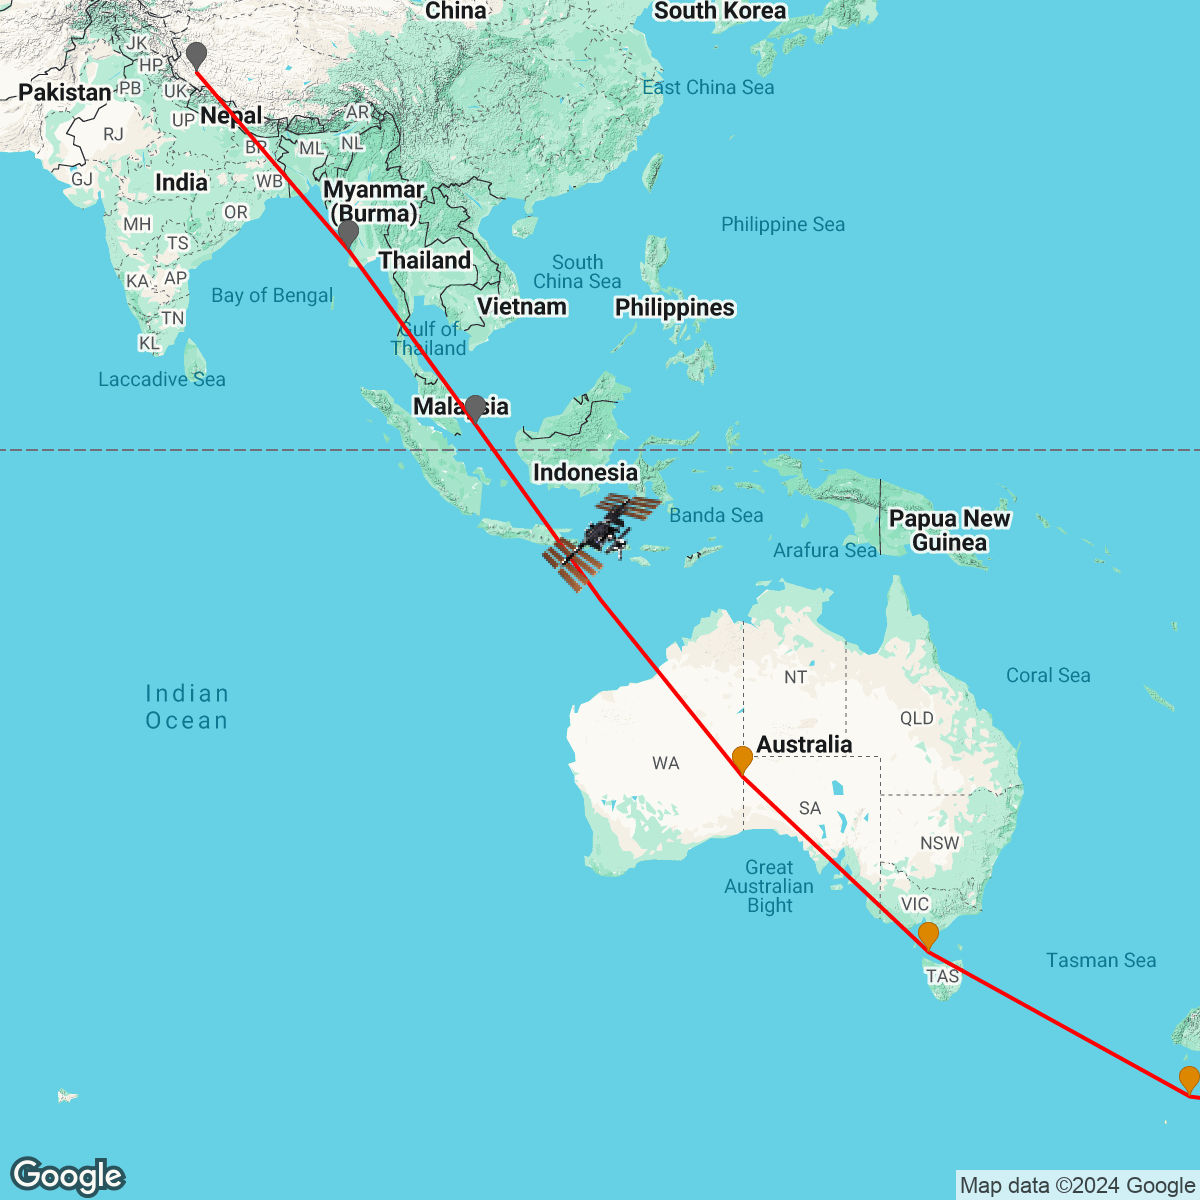 China
South Korea
JK
HP
Pakistan
PB
UK
East China Sea
UP
Nepal
AR
RJ
BR
ML
NL
GJ
India
WB
Myanmar
(Burma)
OR
MH
Philippine Sea
TS
Thailand
South
China Sea
KA
AP
Bay of Bengal
Vietnam
Philippines
TN
Gulf of
Thailand
KL
Laccadive Sea
Malaysia
Indonesia
Banda Sea
Papua New
Guinea
Arafura Sea
Indian
Ocean
NT
Coral Sea
QLD
Australia
WA
SA
NSW
Great
Australian
Bight
VIC
Tasman Sea
TAS
Google
Map data ©2024 Google